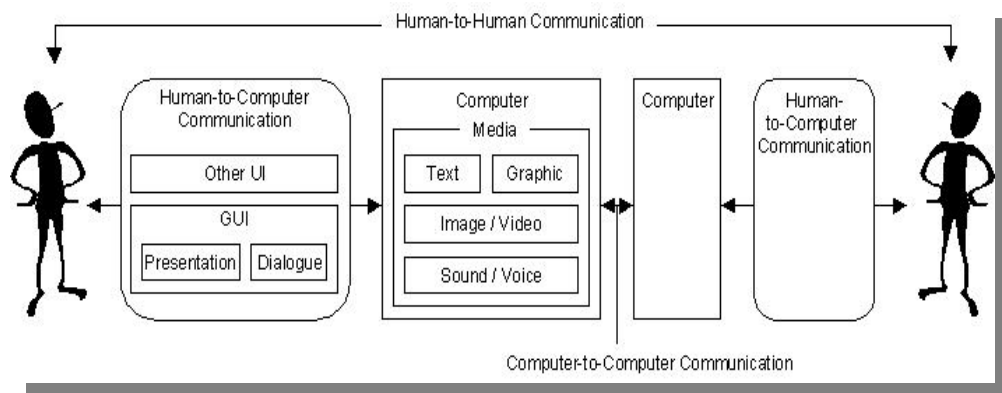 Human-to-Human Communication
Human-to-Computer
Communication
Other UI
GUI
Presentation
Dialogue
Computer
Media
Text
Graphic
Image / Video
Sound / Voice
Computer
Human-
to-Computer
Communication
Computer-to-Computer Communication